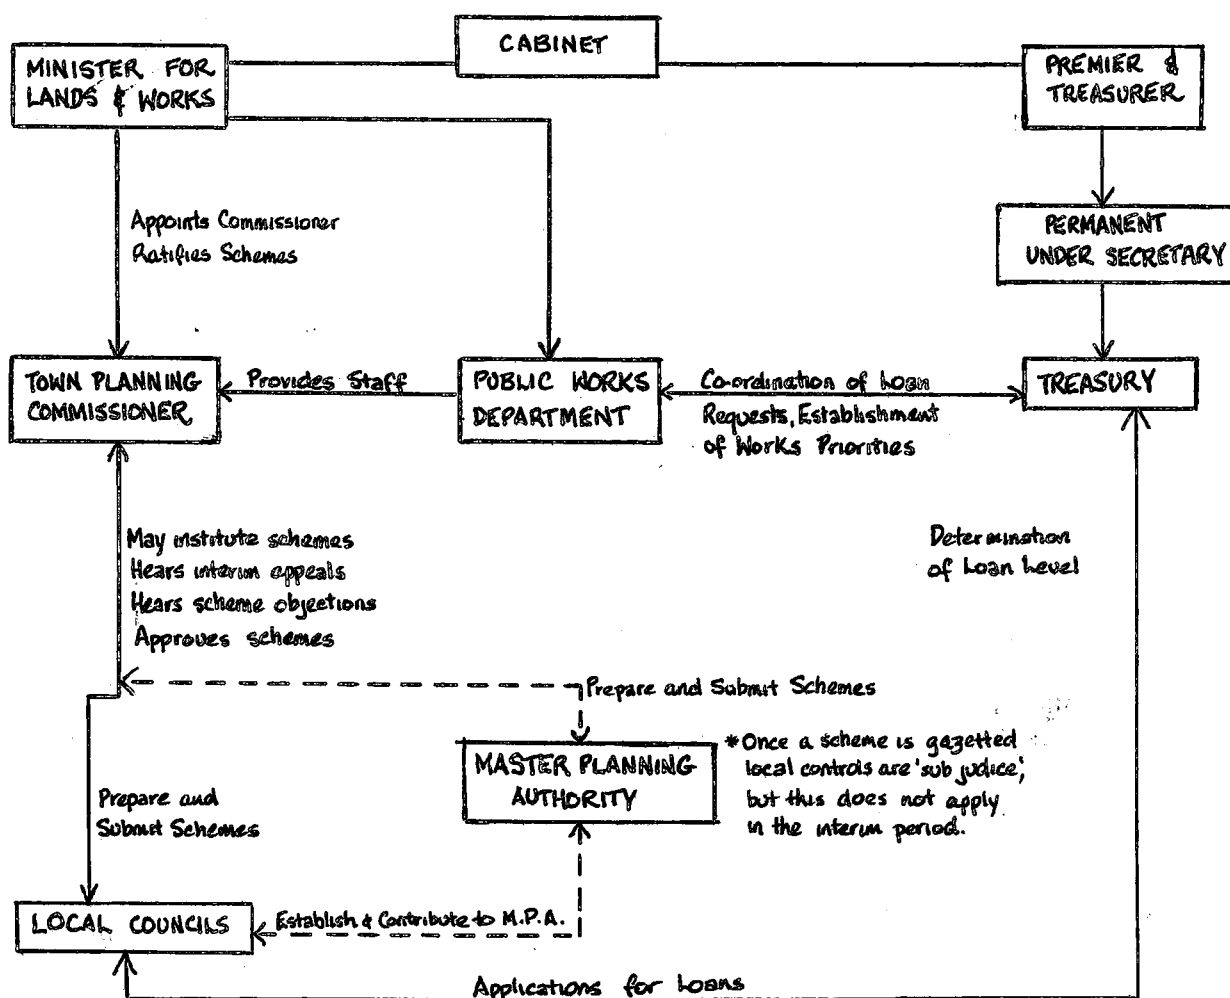 CABINET
MINISTER FOR
LANDS & WORKS
PREMIER &
TREASURER
Appoints Commissioner
Ratifies Schemes
PERMANENT
UNDER SECRETARY
TOWN PLANNING
COMMISSIONER
Provides Staff
PUBLIC WORKS
DEPARTMENT
Co-ordination of Loan
Requests, Establishment
of Works Priorities
TREASURY
May institute schemes
Hears interim appeals
Hears scheme objections
Approves schemes
Determination
of Loan Level
Prepare and Submit Schemes
MASTER PLANNING
AUTHORITY
*Once a scheme is gazetted
local controls are 'sub judice',
but this does not apply
in the interim period.
Prepare and
Submit Schemes
LOCAL COUNCILS
Establish & Contribute to M.P.A.
Applications for Loans